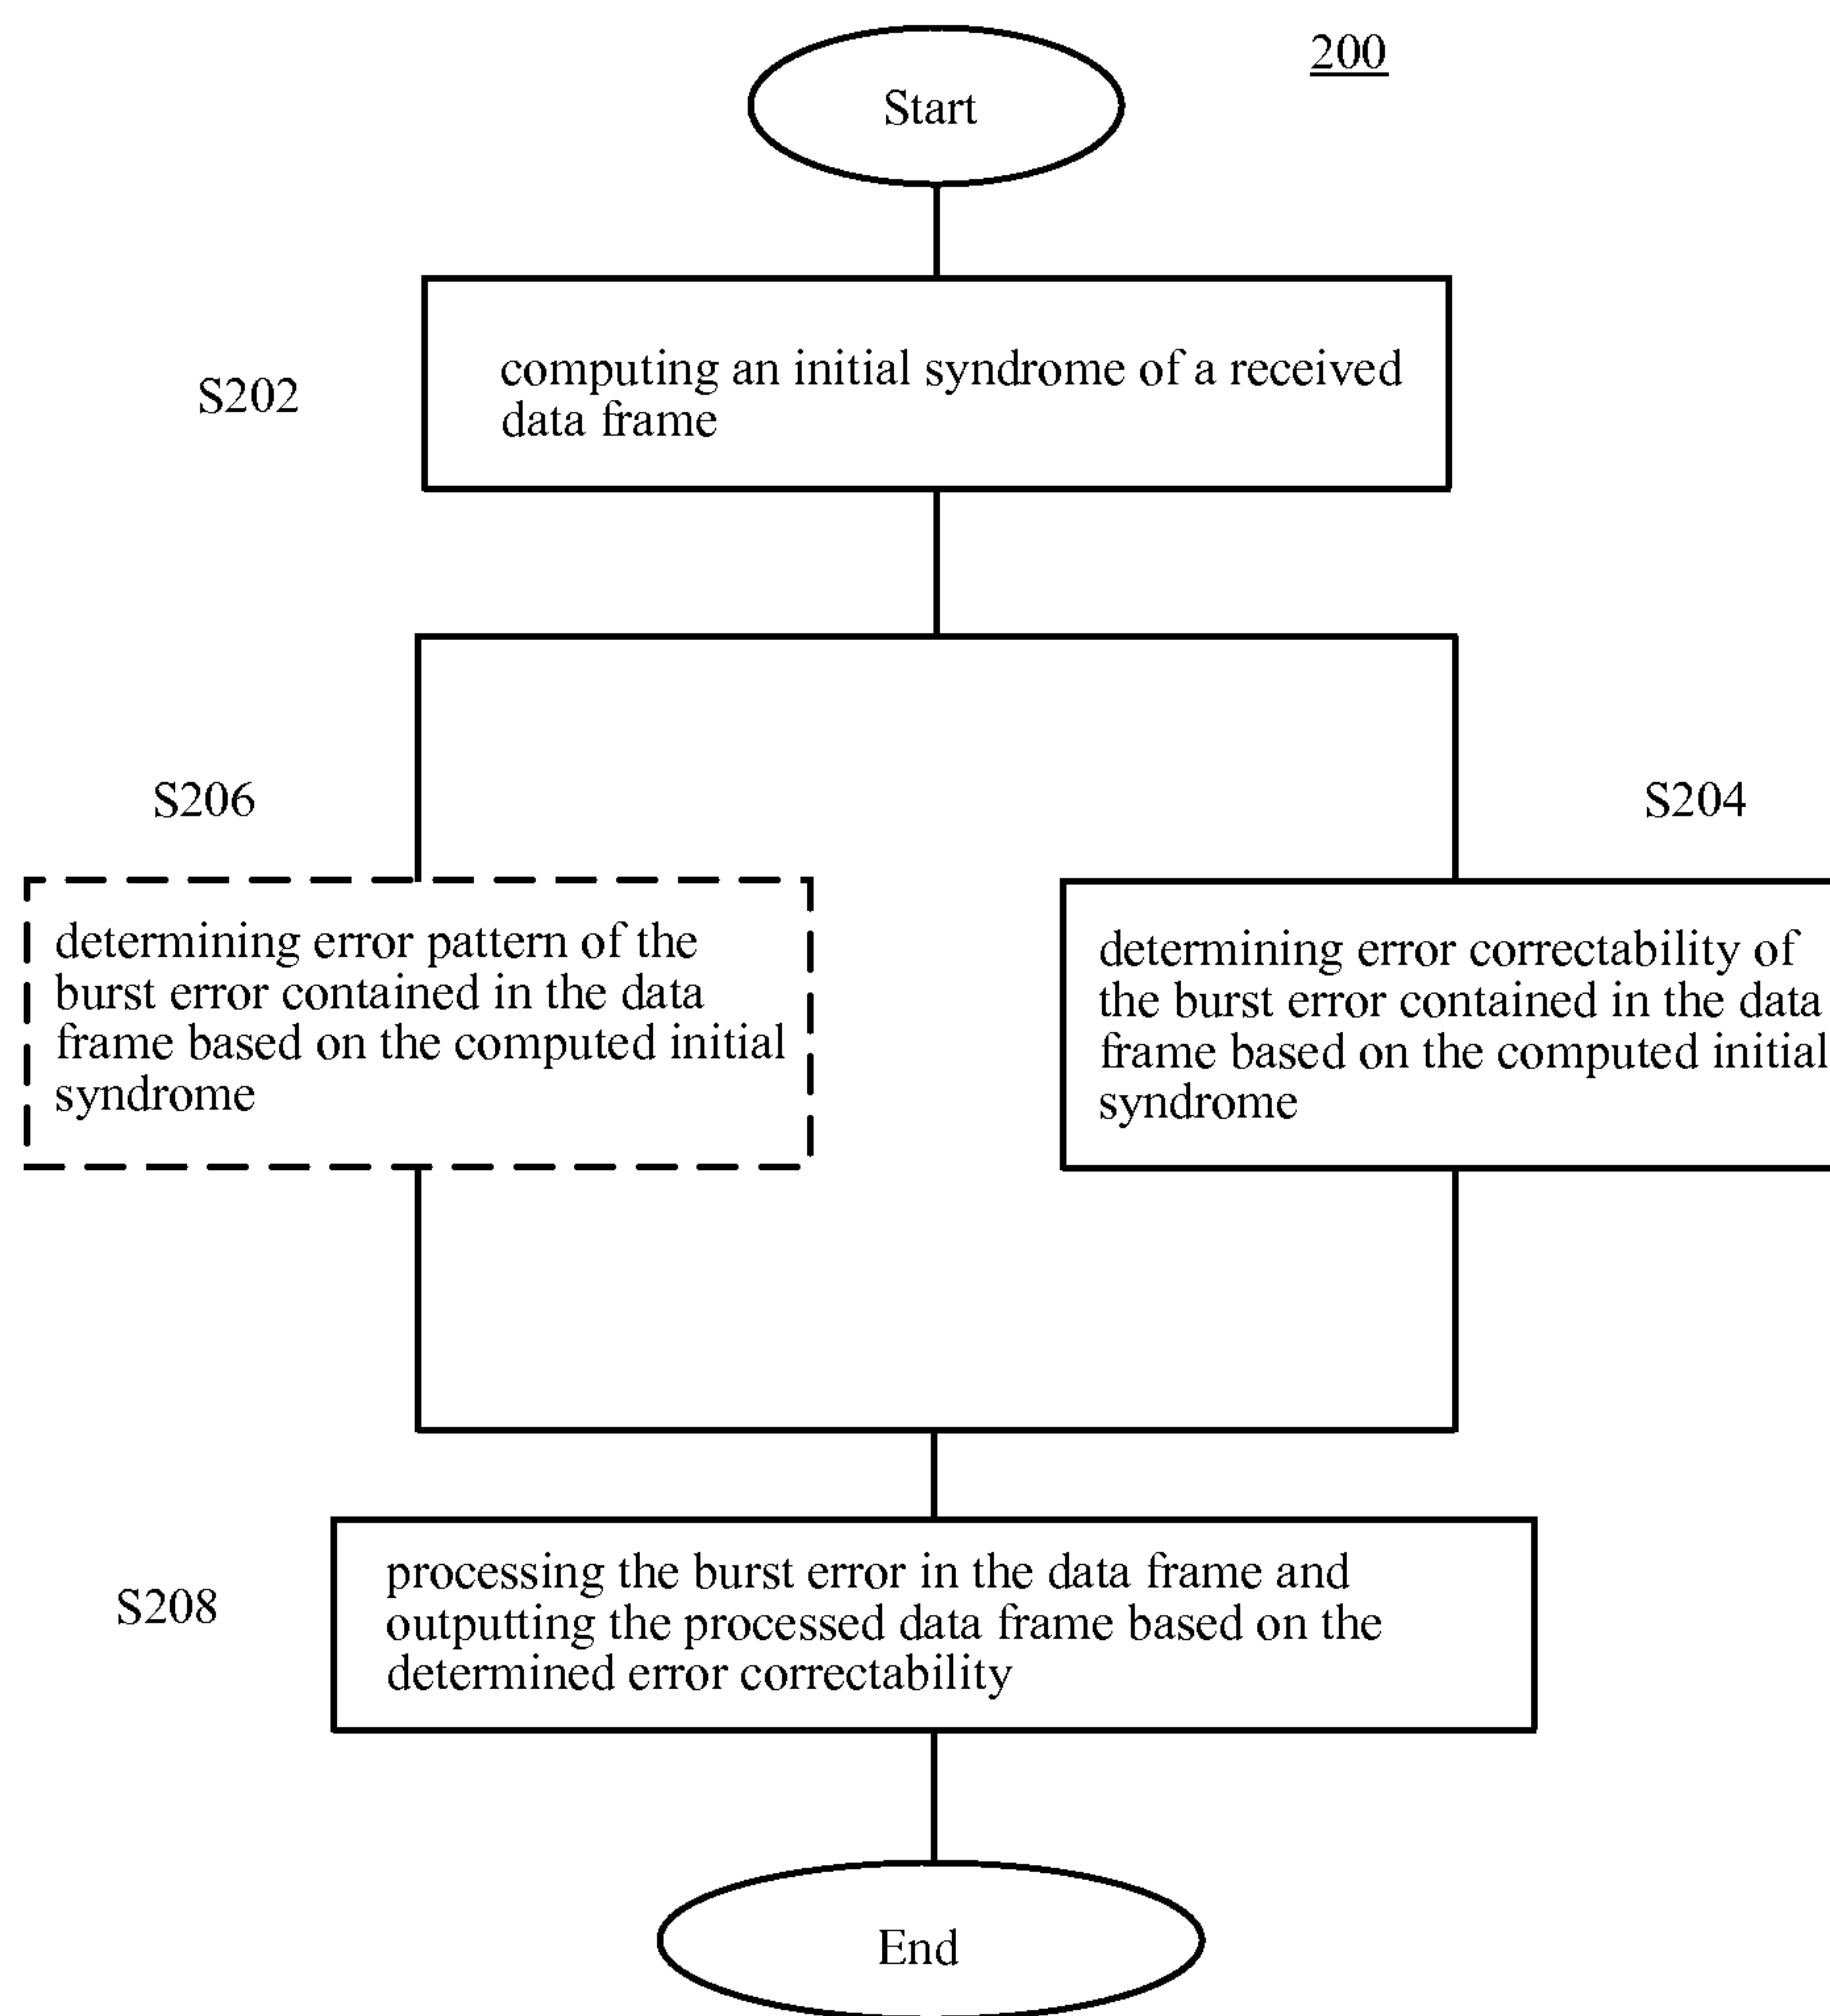 200
Start
S202
computing an initial syndrome of a received
data frame
S206
S204
determining error pattern of the
burst error contained in the data
frame based on the computed initial
syndrome
determining error correctability of
the burst error contained in the data
frame based on the computed initial
syndrome
S208
processing the burst error in the data frame and
outputting the processed data frame based on the
determined error correctability
End